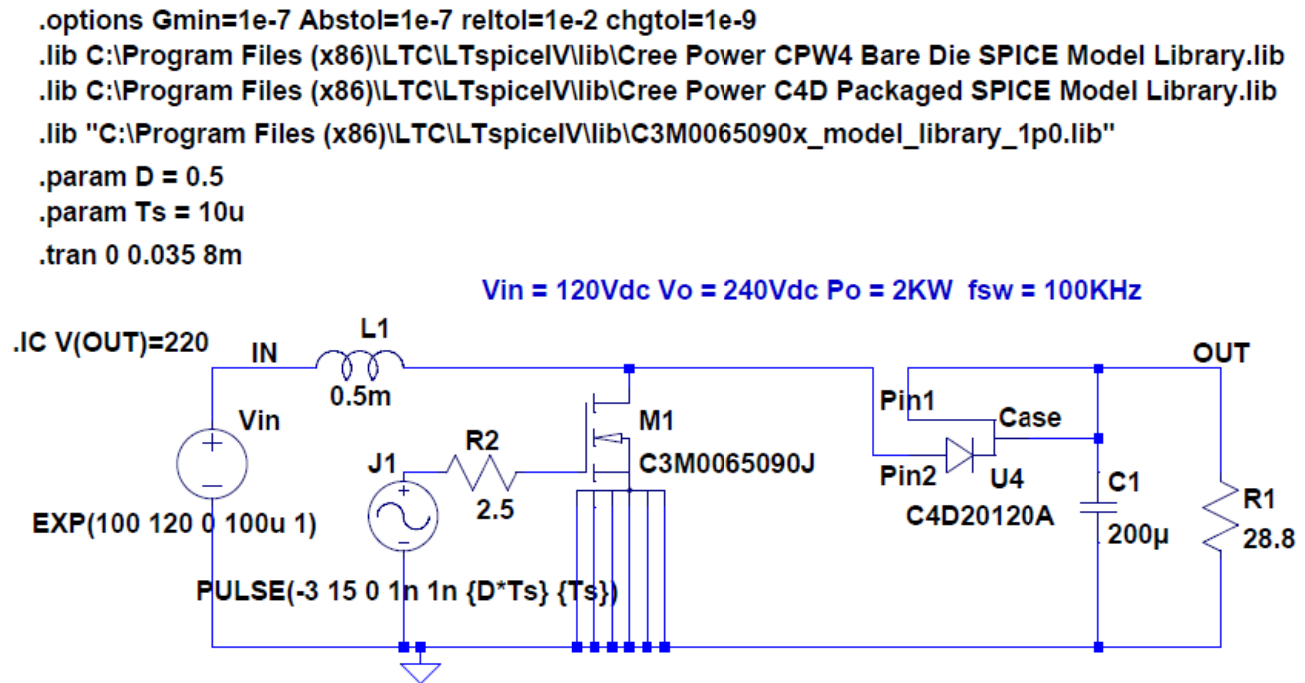 .options Gmin=1e-7 Abstol=1e-7 reltol=1e-2 chgtol=1e-9
.lib C:\Program Files (x86)\LTC\LTspiceIV\lib\Cree Power CPW4 Bare Die SPICE Model Library.lib
.lib C:\Program Files (x86)\LTC\LTspiceIV\lib\Cree Power C4D Packaged SPICE Model Library.lib
.lib "C:\Program Files (x86)\LTC\LTspiceIV\lib\C3M0065090x_model_library_1p0.lib"
.param D = 0.5
.param Ts = 10u
.tran 0 0.035 8m
Vin = 120Vdc Vo = 240Vdc Po = 2KW fsw = 100KHz
.IC V(OUT)=220
IN
L1
0.5m
OUT
Vin
EXP(100 120 0 100u 1)
J1
R2
2.5
M1
C3M0065090J
Pin1
Case
Pin2
U4
C4D20120A
C1
200µ
R1
28.8
PULSE(-3 15 0 1n 1n {D*Ts} {Ts})